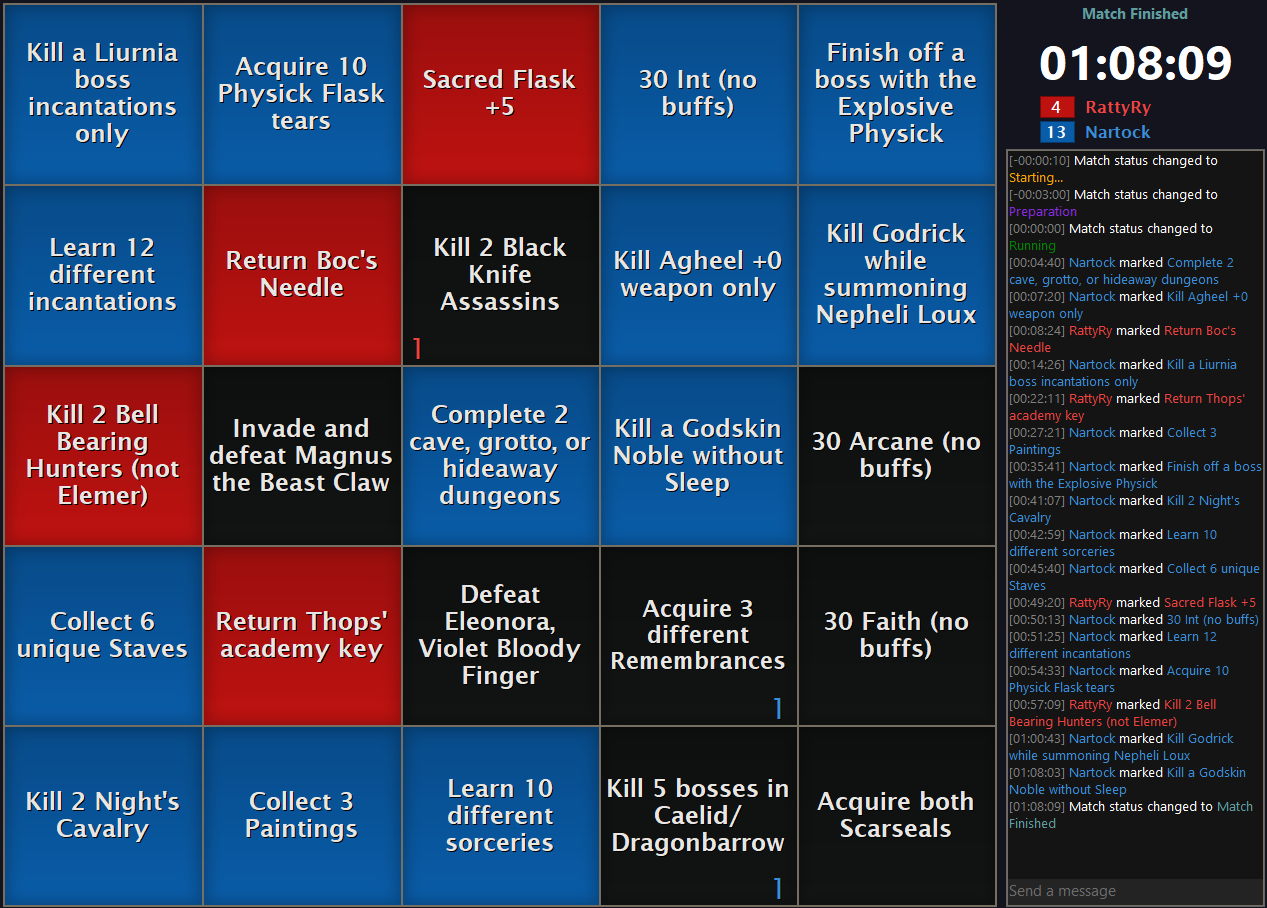 Kill a Liurnia
boss
incantations
only
Acquire 10
Physick Flask
tears
Sacred Flask
+5
30 Int (no
buffs)
Finish off a
boss with the
Explosive
Physick
Learn 12
different
incantations
Return Boc's
Needle
Kill 2 Black
Knife
Assassins
1
Kill Agheel +0
weapon only
Kill Godrick
while
summoning
Nepheli Loux
Kill 2 Bell
Bearing
Hunters (not
Elemer)
Invade and
defeat Magnus
the Beast Claw
Complete 2
cave, grotto, or
hideaway
dungeons
Kill a Godskin
Noble without
Sleep
30 Arcane (no
buffs)
Collect 6
unique Staves
Return Thops'
academy key
Defeat
Eleonora,
Violet Bloody
Finger
Acquire 3
different
Remembrances
1
30 Faith (no
buffs)
Kill 2 Night's
Cavalry
Collect 3
Paintings
Learn 10
different
sorceries
Kill 5 bosses in
Caelid/
Dragonbarrow
1
Acquire both
Scarseals
Match Finished
01:08:09
4 RattyRy
13 Nartock
[-00:00:10] Match status changed to
Starting...
[-00:03:00] Match status changed to
Preparation
[00:00:00] Match status changed to
Running
[00:04:40] Nartock marked Complete 2
cave, grotto, or hideaway dungeons
[00:07:20] Nartock marked Kill Agheel +0
weapon only
[00:08:24] RattyRy marked Return Boc's
Needle
[00:14:26] Nartock marked Kill a Liurnia
boss incantations only
[00:22:11] RattyRy marked Return Thops'
academy key
[00:27:21] Nartock marked Collect 3
Paintings
[00:35:41] Nartock marked Finish off a boss
with the Explosive Physick
[00:41:07] Nartock marked Kill 2 Night's
Cavalry
[00:42:59] Nartock marked Learn 10
different sorceries
[00:45:40] Nartock marked Collect 6 unique
Staves
[00:49:20] RattyRy marked Sacred Flask +5
[00:50:13] Nartock marked 30 Int (no buffs)
[00:51:25] Nartock marked Learn 12
different incantations
[00:54:33] Nartock marked Acquire 10
Physick Flask tears
[00:57:09] RattyRy marked Kill 2 Bell
Bearing Hunters (not Elemer)
[01:00:43] Nartock marked Kill Godrick
while summoning Nepheli Loux
[01:08:03] Nartock marked Kill a Godskin
Noble without Sleep
[01:08:09] Match status changed to Match
Finished
Send a message